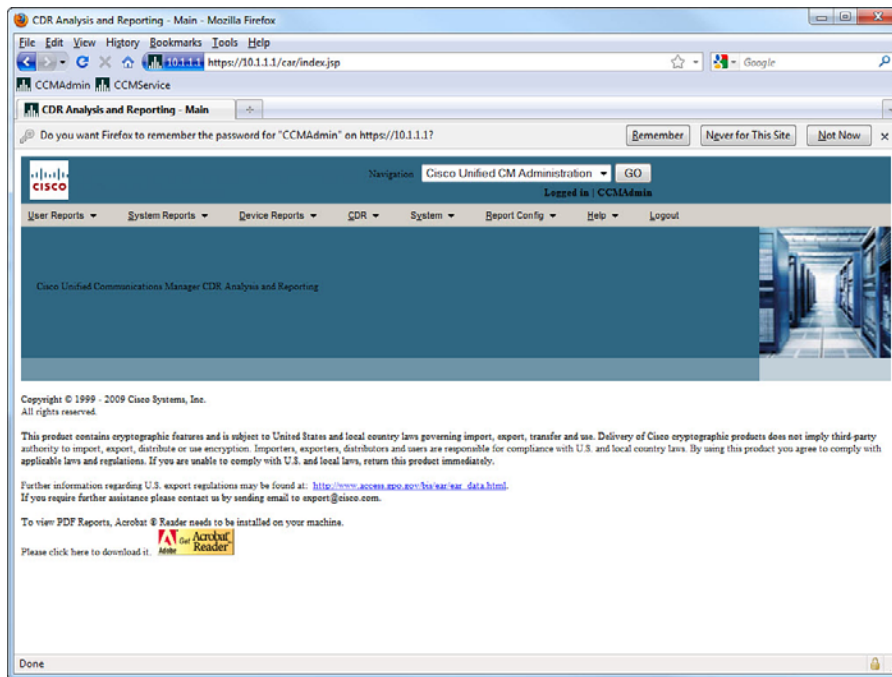 CDR Analysis and Reporting - Main - Mozilla Firefox
File Edit View History Bookmarks Tools Help
10.1.1.1 https://10.1.1.1/car/index.jsp
Google
CCMAdmin CCMService
CDR Analysis and Reporting - Main
Do you want Firefox to remember the password for "CCMAdmin" on https://10.1.1.1?
Remember Never for This Site Not Now
CISCO
Navigation Cisco Unified CM Administration GO
Logged in | CCMAdmin
User Reports System Reports Device Reports CDR System Report Config Help Logout
Cisco Unified Communications Manager CDR Analysis and Reporting
Copyright © 1999 - 2009 Cisco Systems, Inc.
All rights reserved.
This product contains cryptographic features and is subject to United States and local country laws governing import, export, transfer and use. Delivery of Cisco cryptographic products does not imply third-party
authority to import, export, distribute or use encryption. Importers, exporters, distributors and users are responsible for compliance with U.S. and local country laws. By using this product you agree to comply with
applicable laws and regulations. If you are unable to comply with U.S. and local laws, return this product immediately.
Further information regarding U.S. export regulations may be found at: http://www.access.gpo.gov/bis/ear/ear_data.html.
If you require further assistance please contact us by sending email to export@cisco.com.
To view PDF Reports, Acrobat ® Reader needs to be installed on your machine.
Please click here to download it. Adobe Get Acrobat Reader
Done